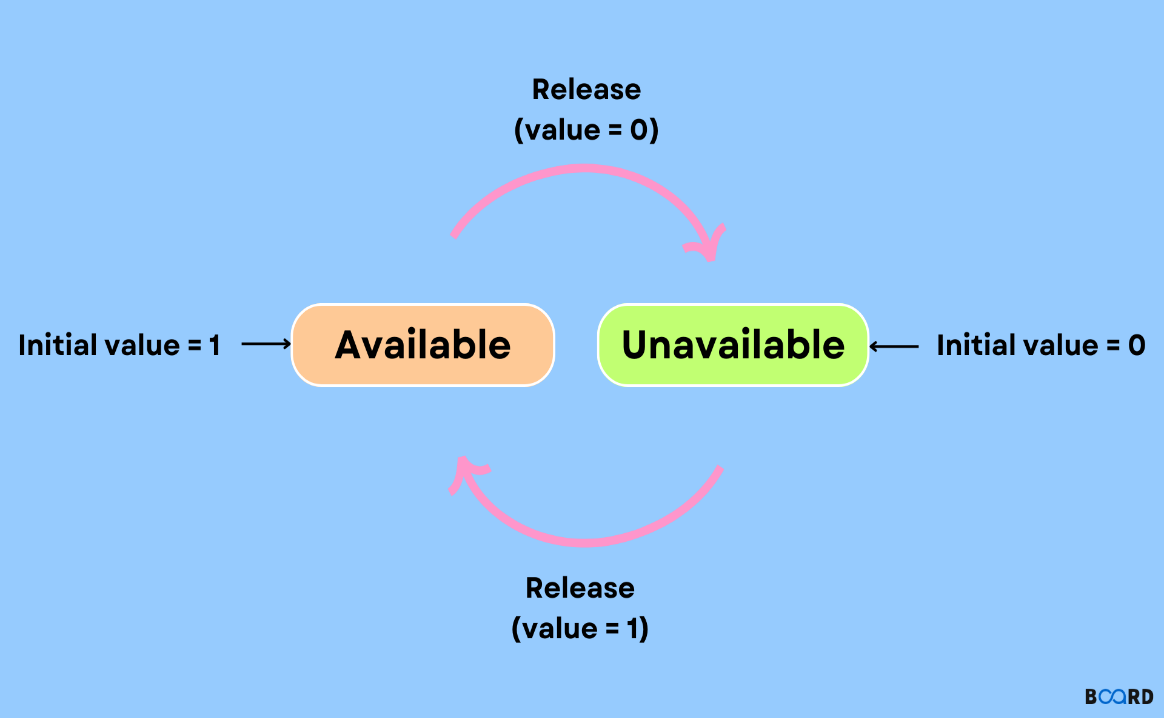 Release
(value = 0)
Initial value = 1
Available
Unavailable
Initial value = 0
Release
(value = 1)
BOARD